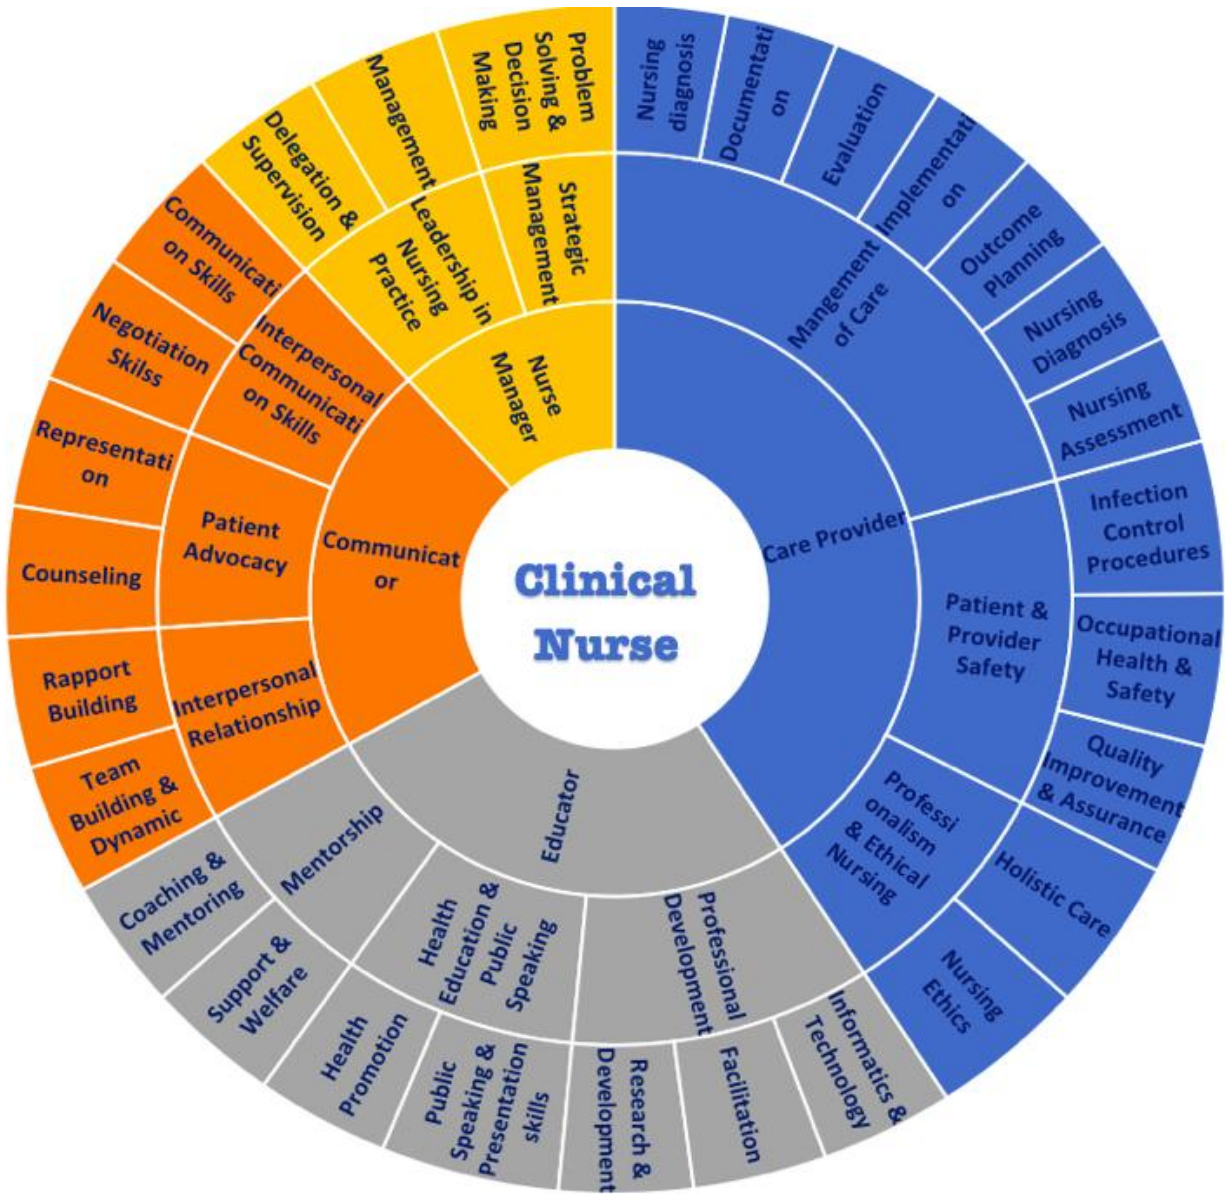 Clinical
Nurse
Care Provider
Mangement
of Care
Nursing
diagnosis
Documentati
on
Evaluation
Implementati
on
Outcome
Planning
Nursing
Diagnosis
Nursing
Assessment
Patient &
Provider
Safety
Infection
Control
Procedures
Occupational
Health &
Safety
Quality
Improvement
& Assurance
Professi
onalism
& Ethical
Nursing
Holistic Care
Nursing
Ethics
Educator
Professional
Development
Informatics &
Technology
Facilitation
Research &
Development
Health
Education &
Public
Speaking
Public
Speaking &
Presentation
skills
Health
Promotion
Mentorship
Support &
Welfare
Coaching &
Mentoring
Communicat
or
Interpersonal
Relationship
Team
Building &
Dynamic
Rapport
Building
Patient
Advocacy
Counseling
Representati
on
Interpersonal
Communicati
on Skills
Negotiation
Skilss
Communicati
on Skills
Nurse
Manager
Leadership in
Nursing
Practice
Delegation &
Supervision
Management
Strategic
Management
Problem
Solving &
Decision
Making